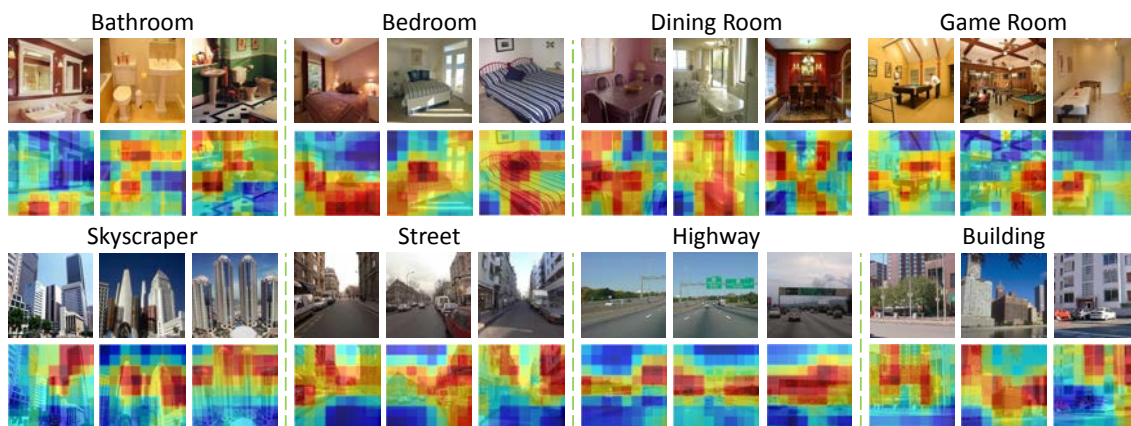 Bathroom
Bedroom
Dining Room
Game Room
Skyscraper
Street
Highway
Building